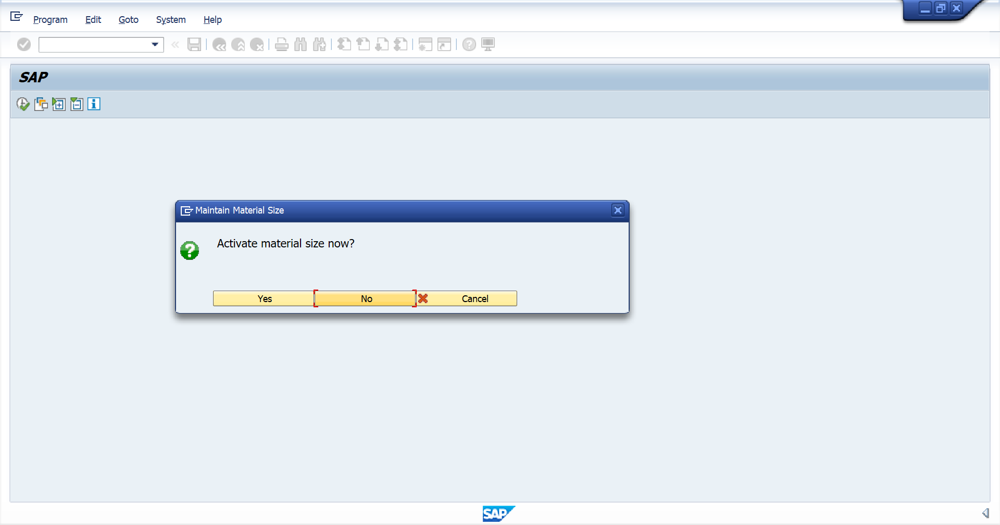 Program Edit Goto System Help
SAP
Maintain Material Size
Activate material size now?
Yes No Cancel
SAP